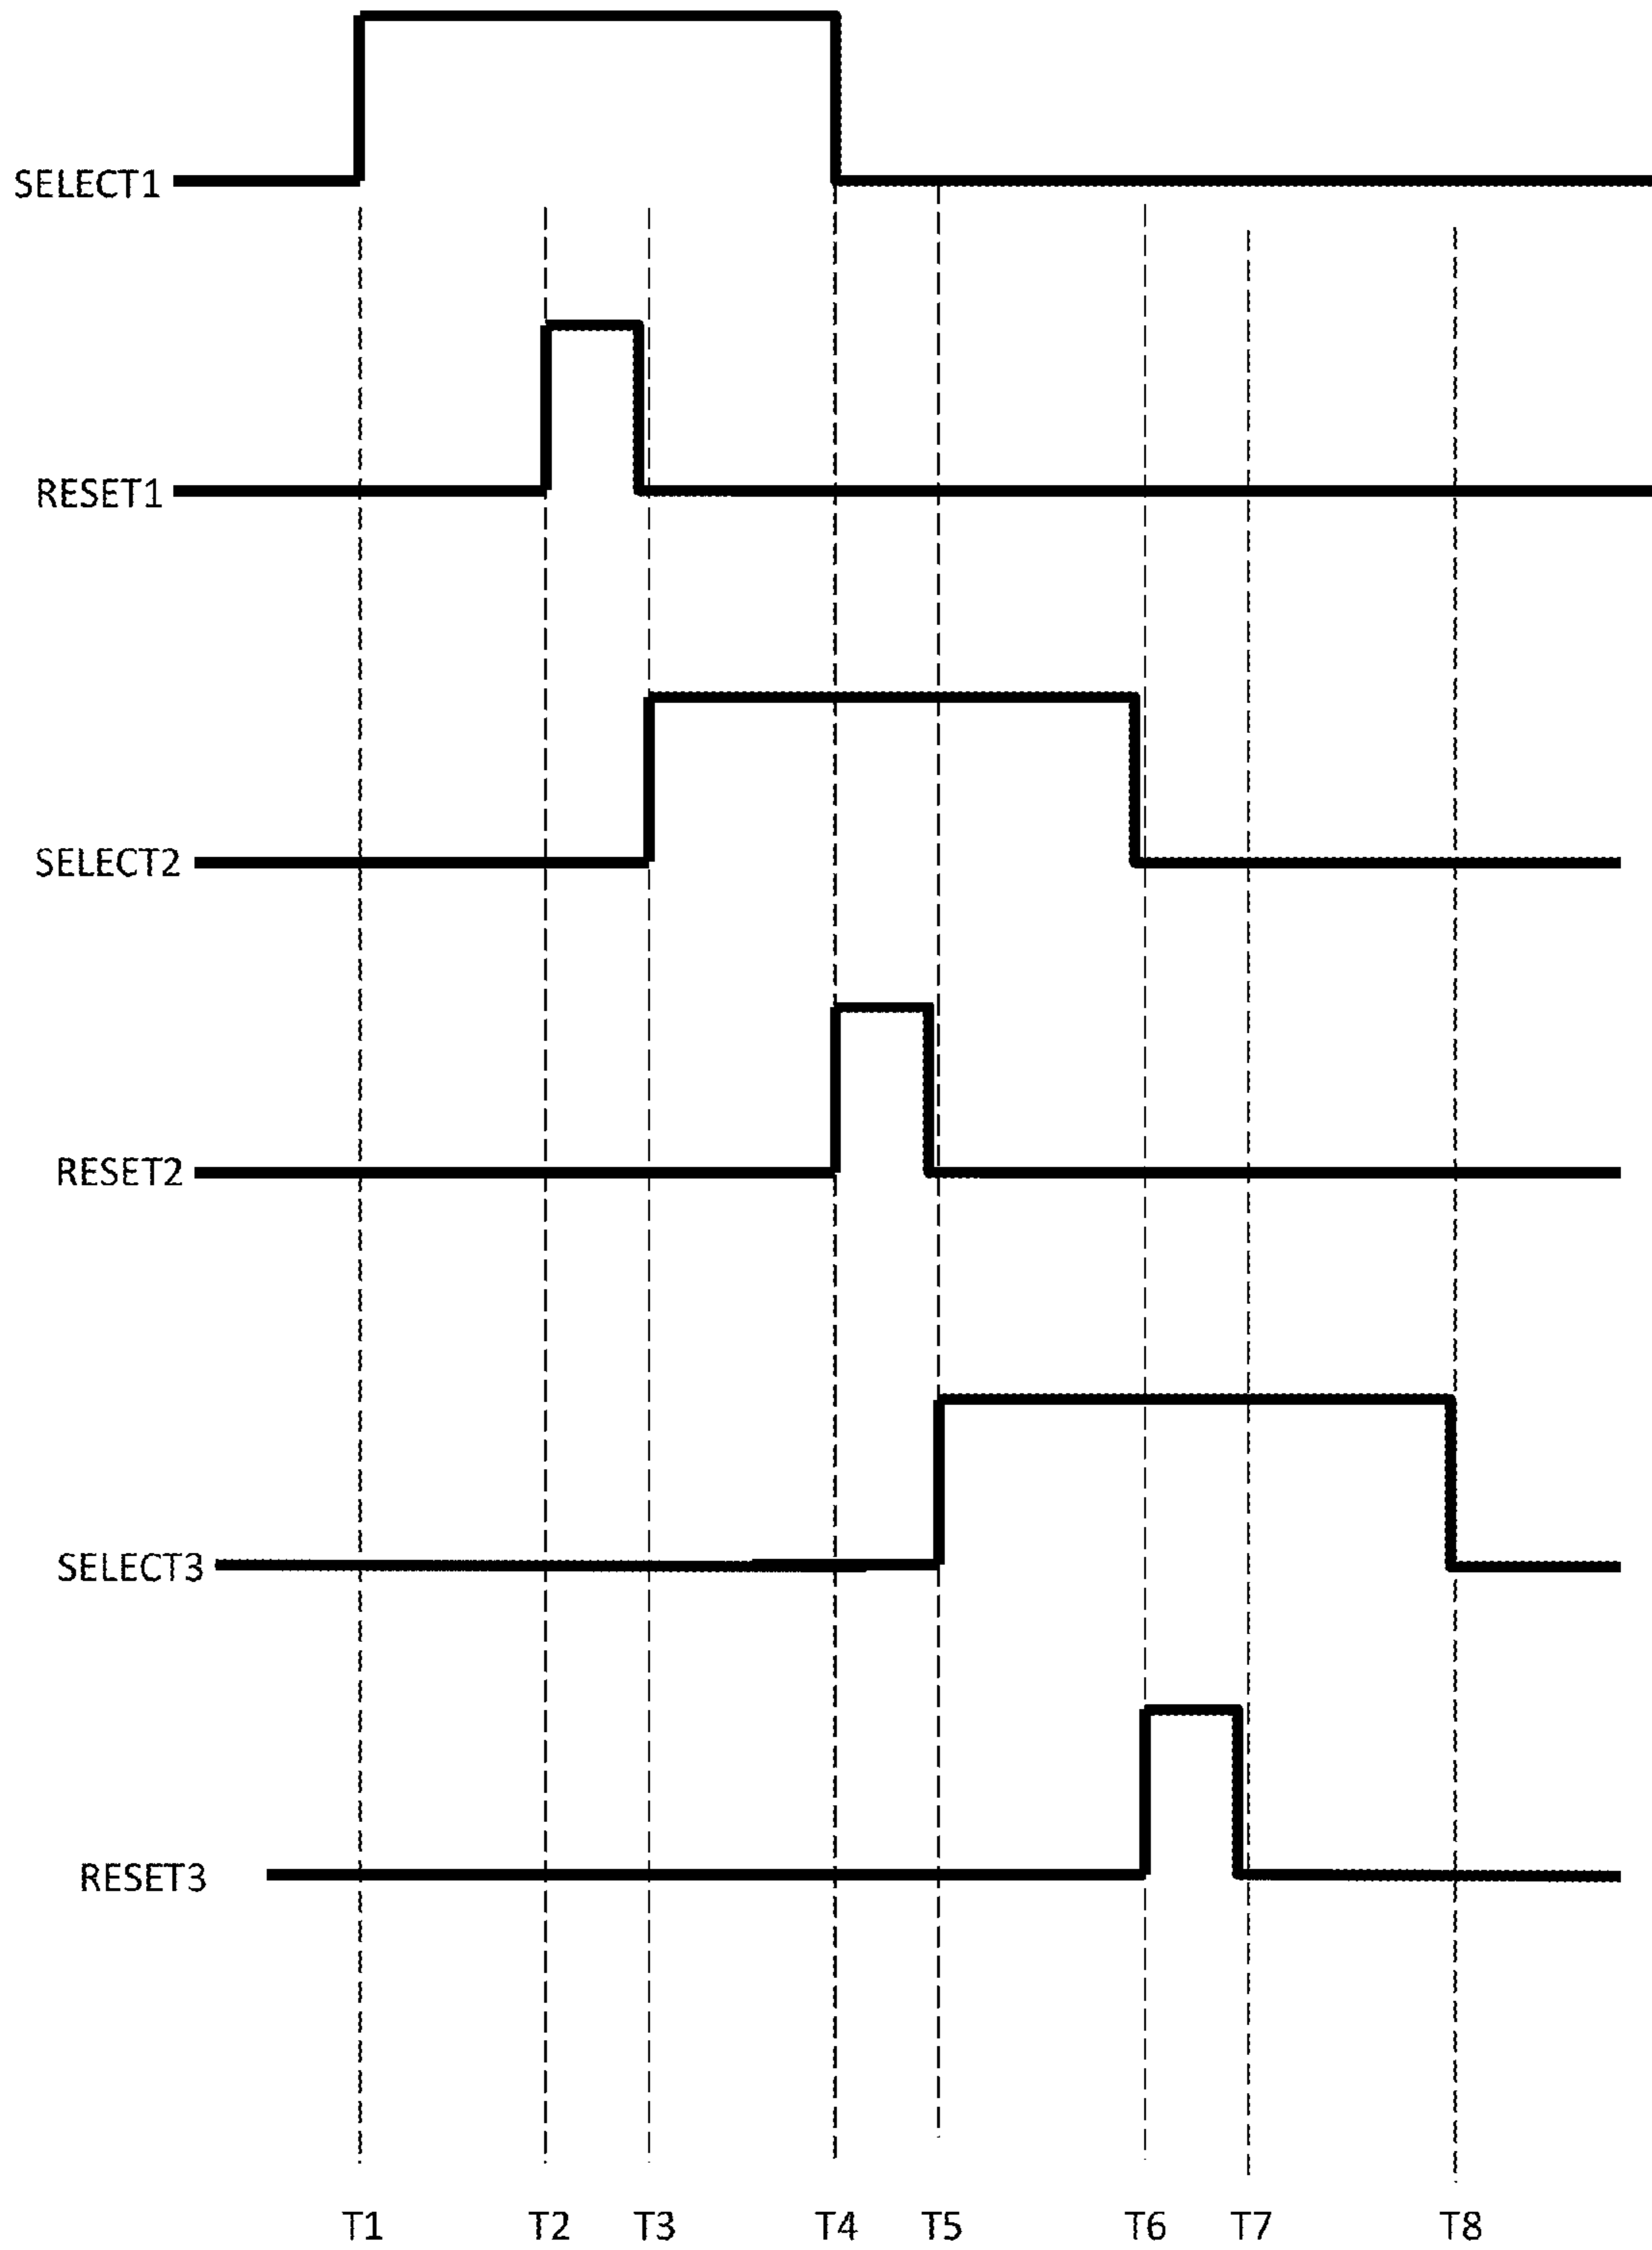 SELECT1
RESET1
SELECT2
RESET2
SELECT3
RESET3
T1 T2 T3 T4 T5 T6 T7 T8